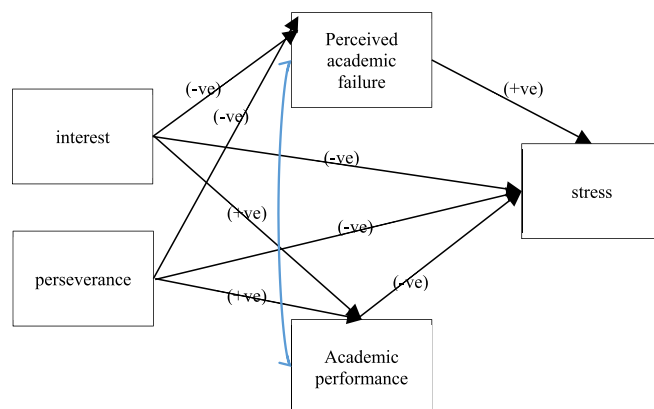 Perceived
academic
failure
(-ve)
(+ve)
(-ve)
interest
(-ve)
stress
(+ve)
(-ve)
perseverance
(-ve)
(+ve)
Academic
performance